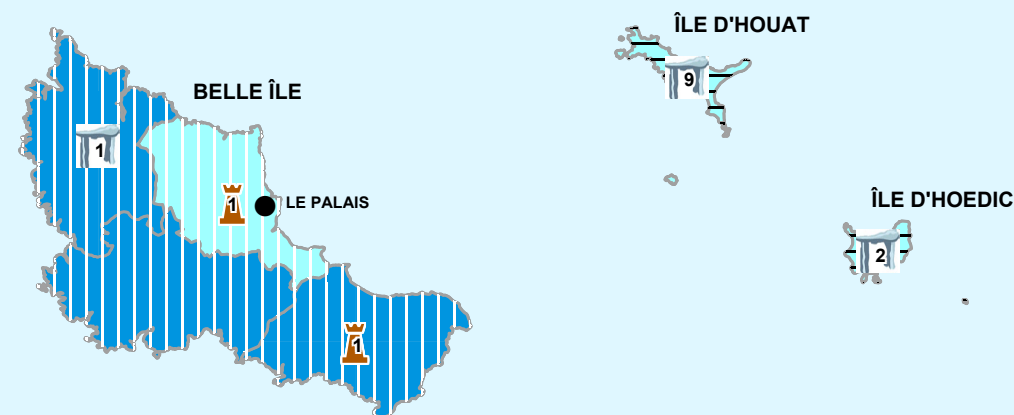 ÎLE D'HOUAT
9
BELLE ÎLE
1
1
LE PALAIS
ÎLE D'HOEDIC
2
1